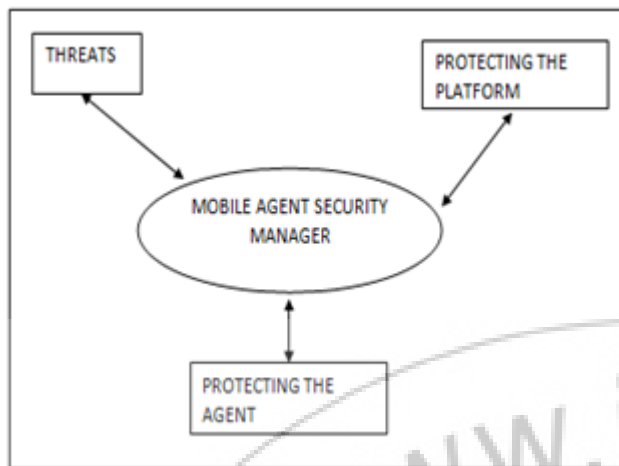 THREATS
PROTECTING THE
PLATFORM
MOBILE AGENT SECURITY
MANAGER
PROTECTING THE
AGENT